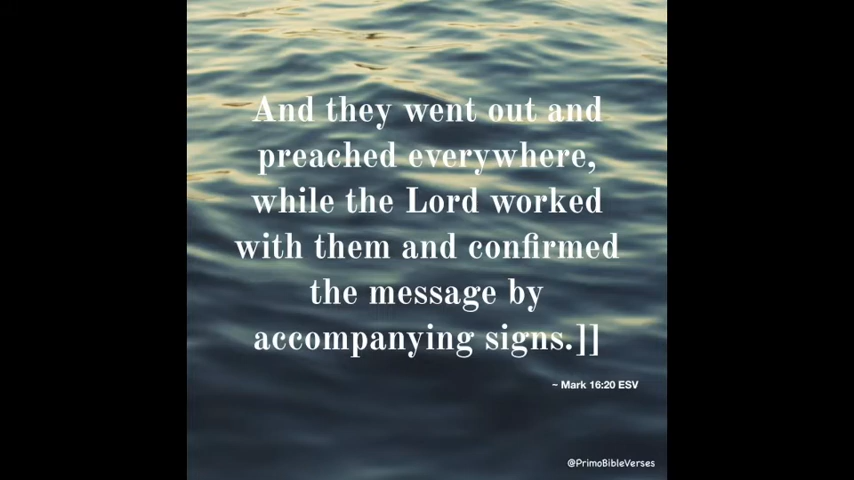 And they went out and
preached everywhere,
while the Lord worked
with them and confirmed
the message by
accompanying signs.]]
~ Mark 16:20 ESV
@PrimoBibleVerses